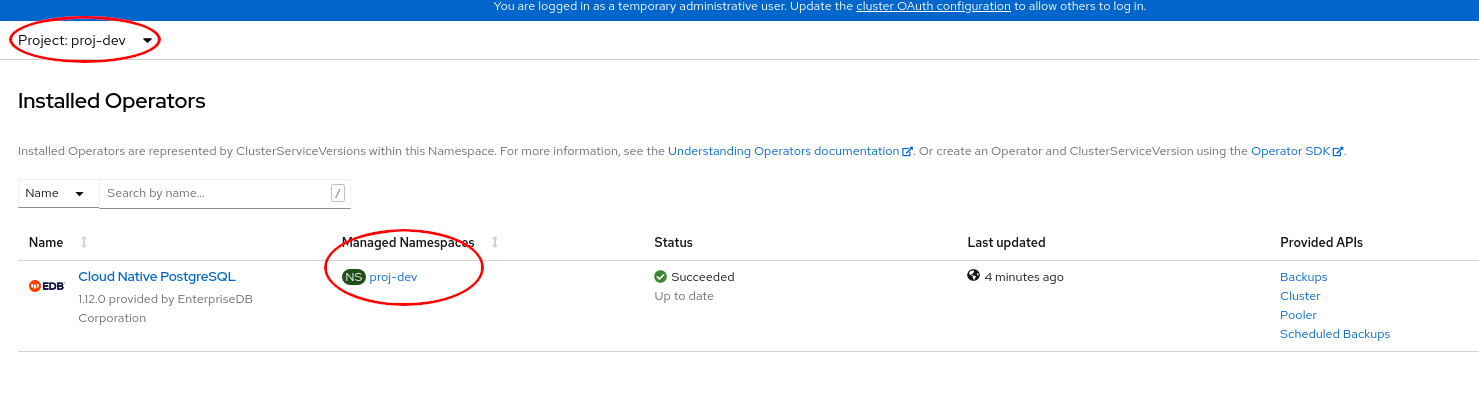 You are logged in as a temporary administrative user. Update the cluster OAuth configuration to allow others to log in.
Project: proj-dev
Installed Operators
Installed Operators are represented by ClusterServiceVersions within this Namespace. For more information, see the Understanding Operators documentation. Or create an Operator and ClusterServiceVersion using the Operator SDK.
Name Search by name... /
Name Managed Namespaces Status Last updated Provided APIs
EDB Cloud Native PostgreSQL NS proj-dev Succeeded 4 minutes ago Backups
1.12.0 provided by EnterpriseDB Up to date Cluster
Corporation Pooler
Scheduled Backups